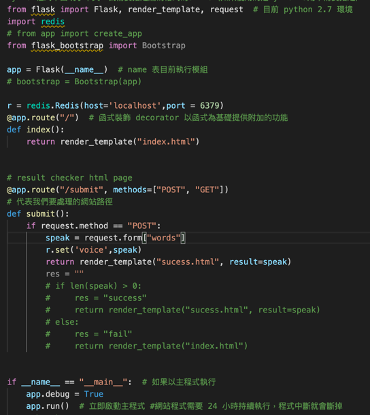 from flask import Flask, render_template, request  # 目前 python 2.7 環境
import redis
# from app import create_app
from flask_bootstrap import Bootstrap
app = Flask(__name__)  # name 表目前執行模組
# bootstrap = Bootstrap(app)
r = redis.Redis(host='localhost',port = 6379)
@app.route("/")  # 函式裝飾 decorator 以函式為基礎提供附加的功能
def index():
    return render_template("index.html")
# result checker html page
@app.route("/submit", methods=["POST", "GET"])
# 代表我們要處理的網站路徑
def submit():
    if request.method == "POST":
        speak = request.form["words"]
        r.set('voice',speak)
        return render_template("sucess.html", result=speak)
        res = ""
        # if len(speak) > 0:
        #     res = "success"
        #     return render_template("sucess.html", result=speak)
        # else:
        #     res = "fail"
        #     return render_template("index.html")
if __name__ == "__main__":  # 如果以主程式執行
    app.debug = True
    app.run()  # 立即啟動主程式 #網站程式需要 24 小時持續執行，程式中斷就會斷掉